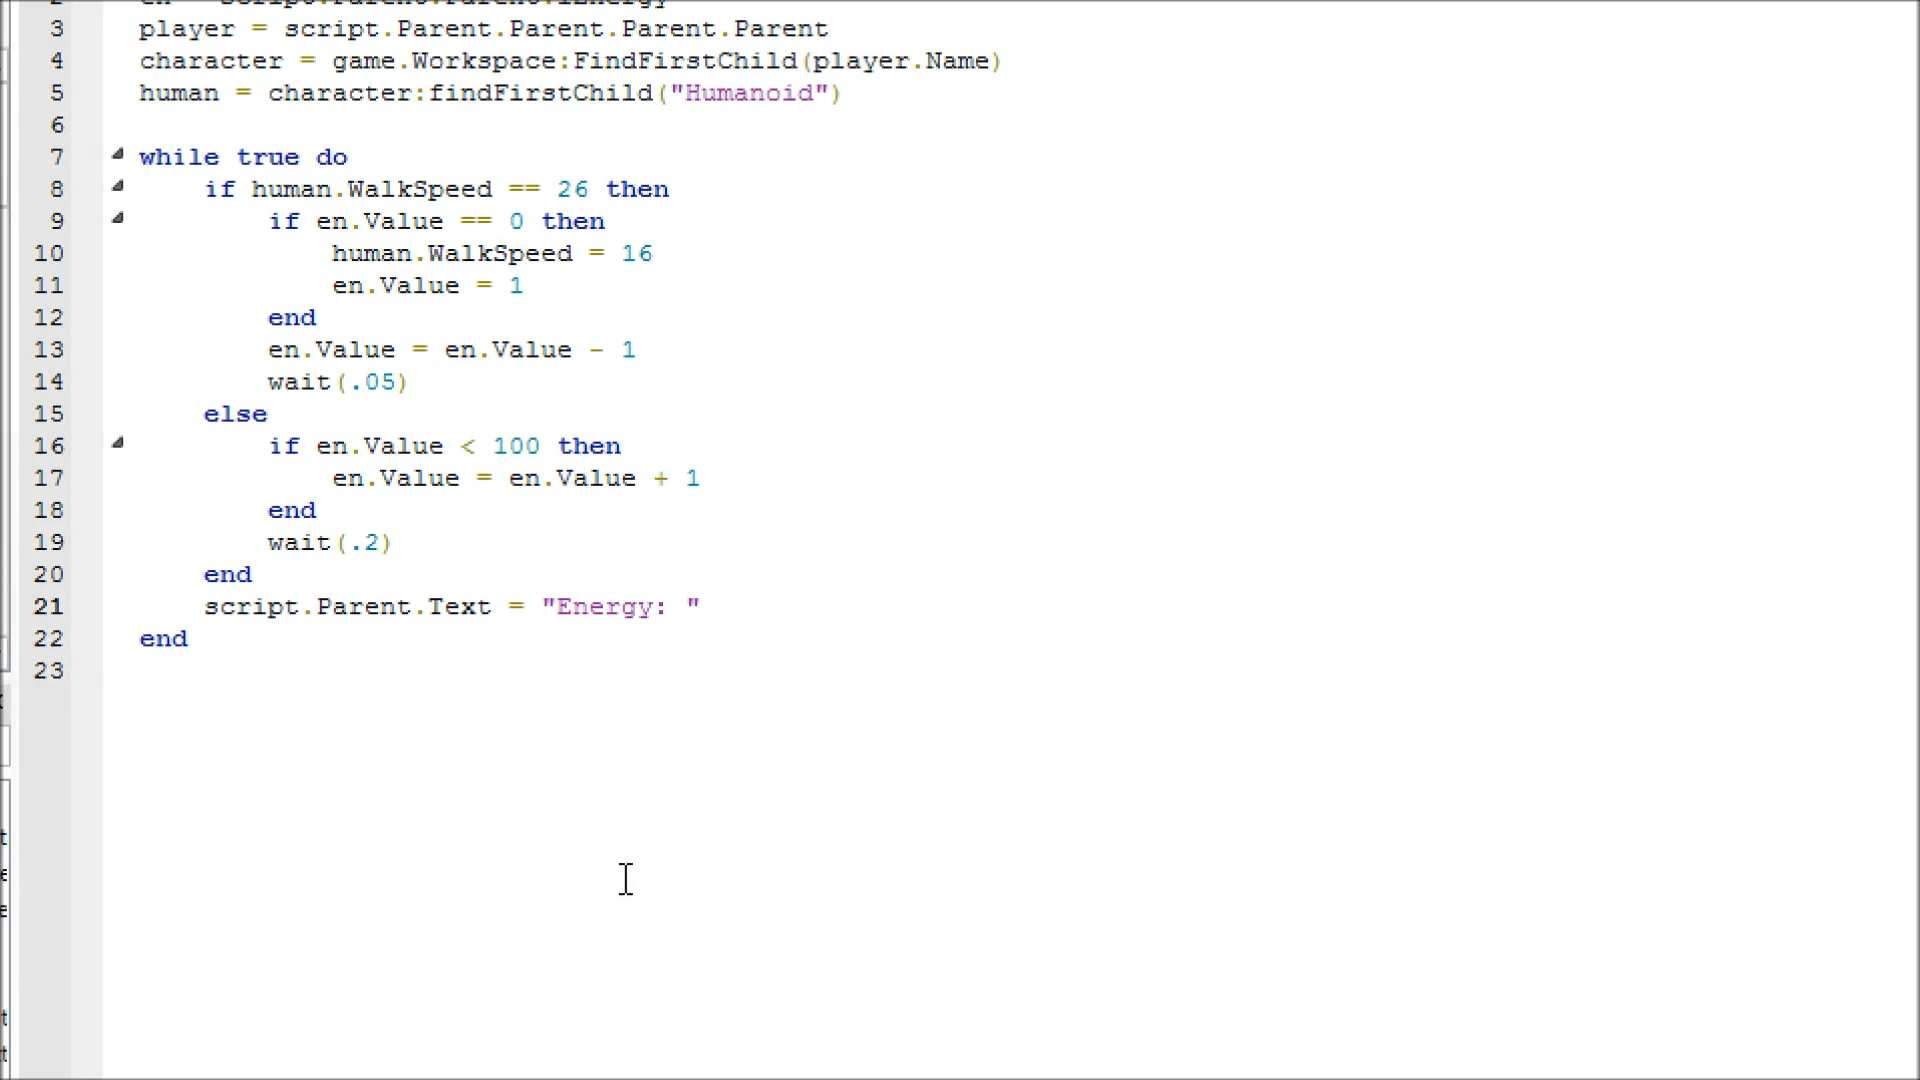 3 player = script.Parent.Parent.Parent.Parent
4 character = game.Workspace:FindFirstChild(player.Name)
5 human = character:findFirstChild("Humanoid")
6
7 while true do
8 if human.WalkSpeed == 26 then
9 if en.Value == 0 then
10 human.WalkSpeed = 16
11 en.Value = 1
12 end
13 en.Value = en.Value - 1
14 wait(.05)
15 else
16 if en.Value < 100 then
17 en.Value = en.Value + 1
18 end
19 wait(.2)
20 end
21 script.Parent.Text = "Energy: "
22 end
23